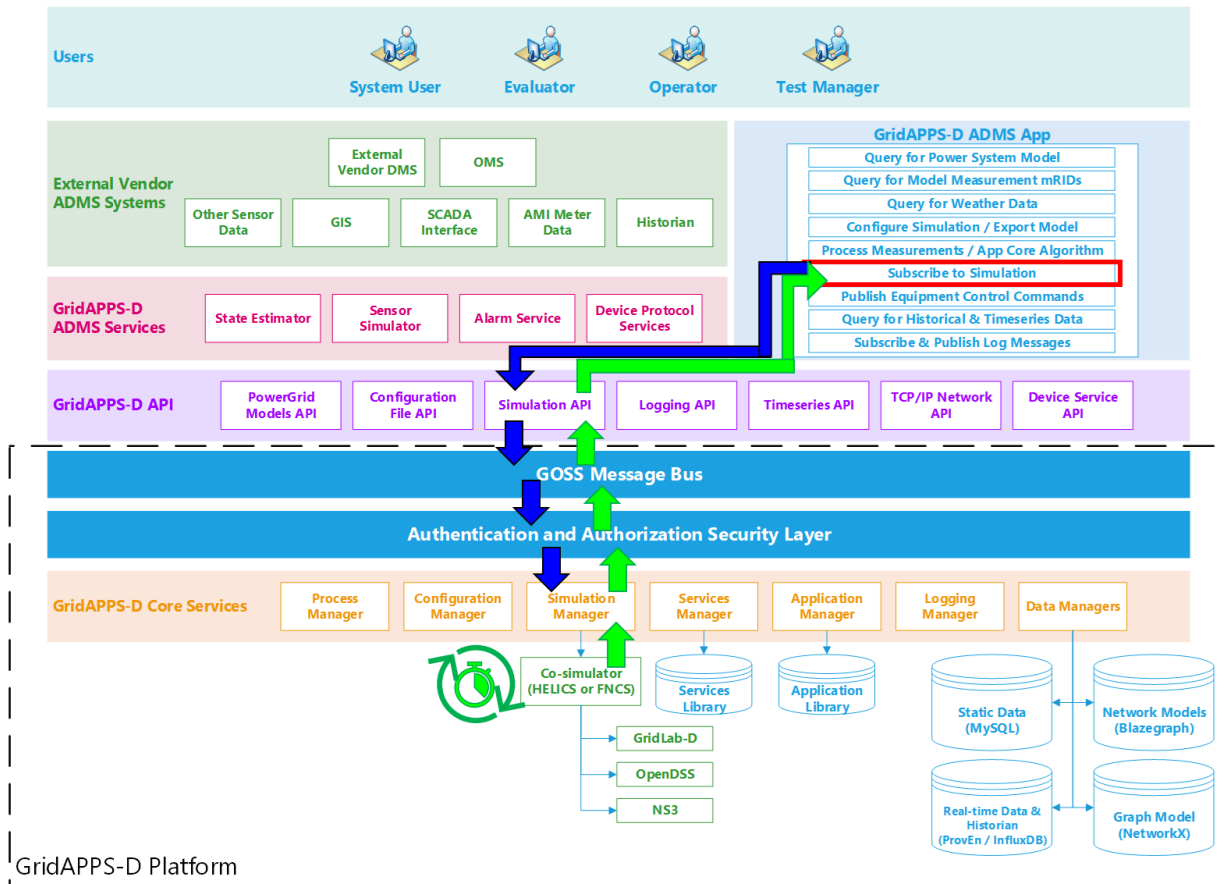 Users
System User
Evaluator
Operator
Test Manager
External Vendor
ADMS Systems
External
Vendor DMS
OMS
Other Sensor
Data
GIS
SCADA
Interface
AMI Meter
Data
Historian
GridAPPS-D ADMS App
Query for Power System Model
Query for Model Measurement mRIDs
Query for Weather Data
Configure Simulation / Export Model
Process Measurements / App Core Algorithm
Subscribe to Simulation
Publish Equipment Control Commands
Query for Historical & Timeseries Data
Subscribe & Publish Log Messages
GridAPPS-D
ADMS Services
State Estimator
Sensor
Simulator
Alarm Service
Device Protocol
Services
GridAPPS-D API
PowerGrid
Models API
Configuration
File API
Simulation API
Logging API
Timeseries API
TCP/IP Network
API
Device Service
API
GOSS Message Bus
Authentication and Authorization Security Layer
GridAPPS-D Core Services
Process
Manager
Configuration
Manager
Simulation
Manager
Services
Manager
Application
Manager
Logging
Manager
Data Managers
Co-simulator
(HELICS or FNCS)
Services
Library
Application
Library
GridLab-D
OpenDSS
NS3
Static Data
(MySQL)
Network Models
(Blazegraph)
Real-time Data &
Historian
(ProvEn / InfluxDB)
Graph Model
(NetworkX)
GridAPPS-D Platform